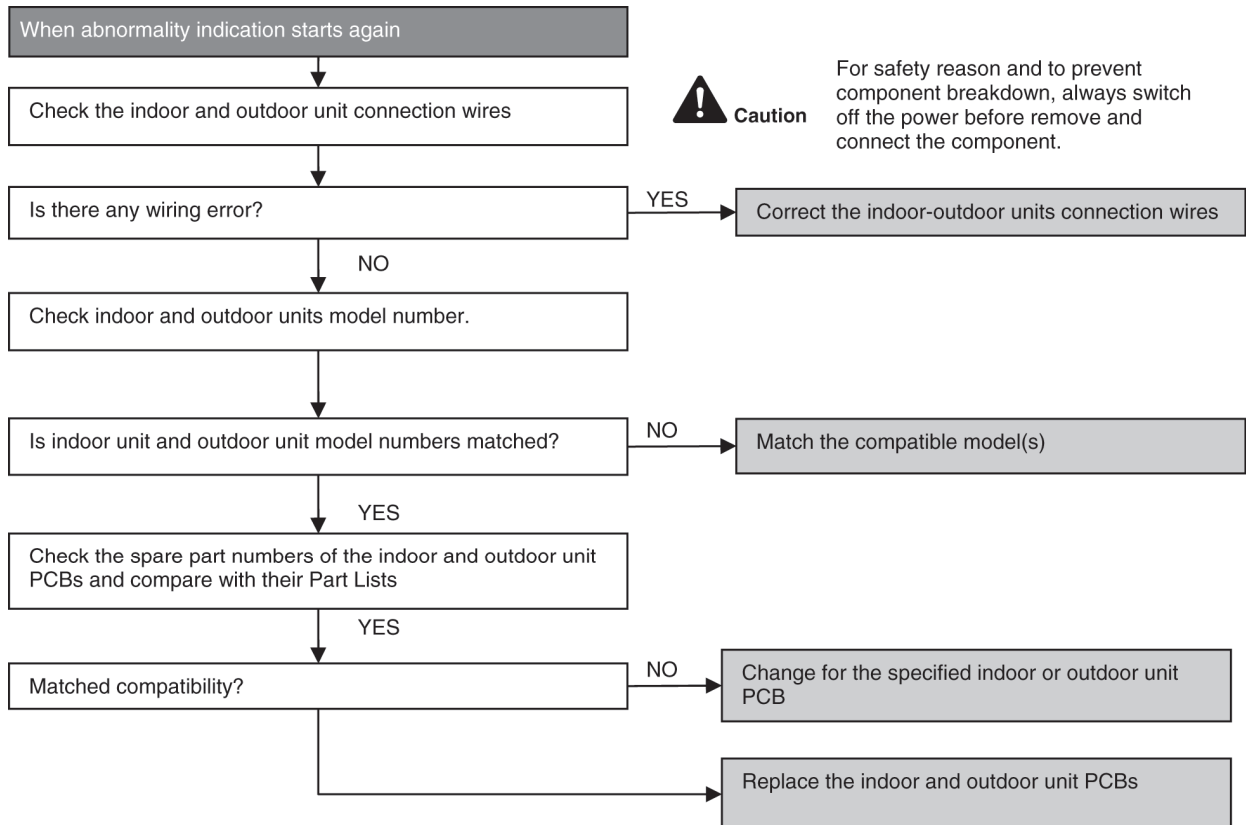 When abnormality indication starts again
Check the indoor and outdoor unit connection wires
Caution
For safety reason and to prevent
component breakdown, always switch
off the power before remove and
connect the component.
Is there any wiring error?
YES
Correct the indoor-outdoor units connection wires
NO
Check indoor and outdoor units model number.
Is indoor unit and outdoor unit model numbers matched?
NO
Match the compatible model(s)
YES
Check the spare part numbers of the indoor and outdoor unit
PCBs and compare with their Part Lists
YES
Matched compatibility?
NO
Change for the specified indoor or outdoor unit
PCB
Replace the indoor and outdoor unit PCBs